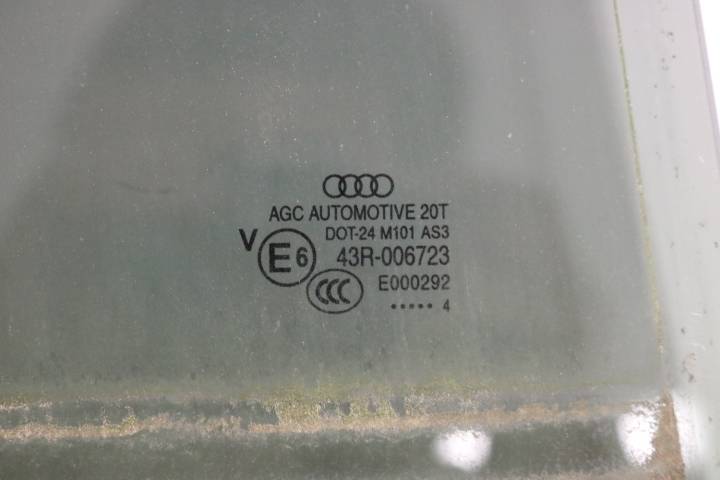 AGC AUTOMOTIVE 20T
DOT-24 M101 AS3
V E6 43R-006723
CCC E000292
..... 4